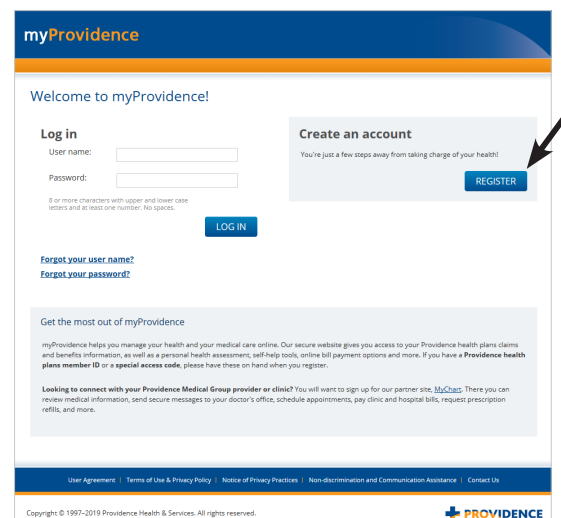 myProvidence
Welcome to myProvidence!
Log in
User name:
Password:
8 or more characters with upper and lower case
letters and at least one number. No spaces.
LOG IN
Forgot your user name?
Forgot your password?
Create an account
You're just a few steps away from taking charge of your health!
REGISTER
Get the most out of myProvidence
myProvidence helps you manage your health and your medical care online. Our secure website gives you access to your Providence health plans claims
and benefits information, as well as a personal health assessment, self-help tools, online bill payment options and more. If you have a Providence health
plans member ID or a special access code, please have these on hand when you register.
Looking to connect with your Providence Medical Group provider or clinic? You will want to sign up for our partner site, MyChart. There you can
review medical information, send secure messages to your doctor's office, schedule appointments, pay clinic and hospital bills, request prescription
refills, and more.
User Agreement | Terms of Use & Privacy Policy | Notice of Privacy Practices | Non-discrimination and Communication Assistance | Contact Us
Copyright © 1997–2019 Providence Health & Services. All rights reserved.
PROVIDENCE